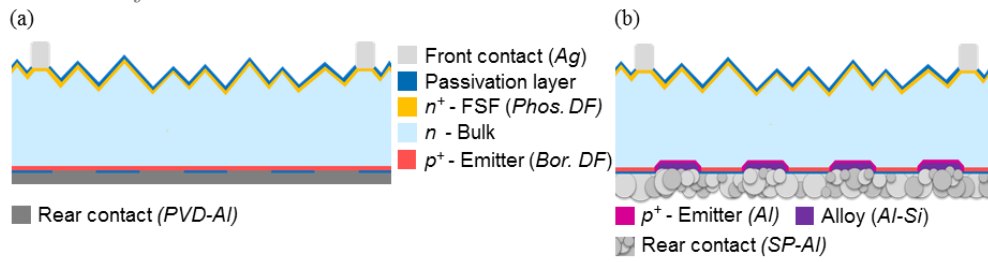 (a)
Front contact (Ag)
Passivation layer
n⁺ - FSF (Phos. DF)
n - Bulk
p⁺ - Emitter (Bor. DF)
Rear contact (PVD-Al)
(b)
p⁺ - Emitter (Al)
Alloy (Al-Si)
Rear contact (SP-Al)